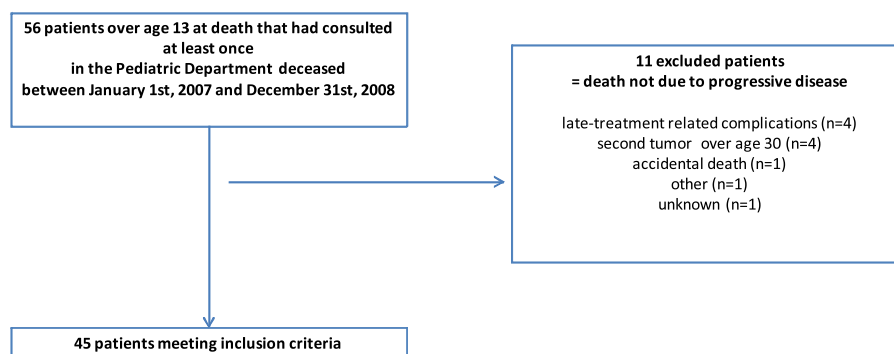 56 patients over age 13 at death that had consulted
at least once
in the Pediatric Department deceased
between January 1st, 2007 and December 31st, 2008
11 excluded patients
= death not due to progressive disease
late-treatment related complications (n=4)
second tumor over age 30 (n=4)
accidental death (n=1)
other (n=1)
unknown (n=1)
45 patients meeting inclusion criteria